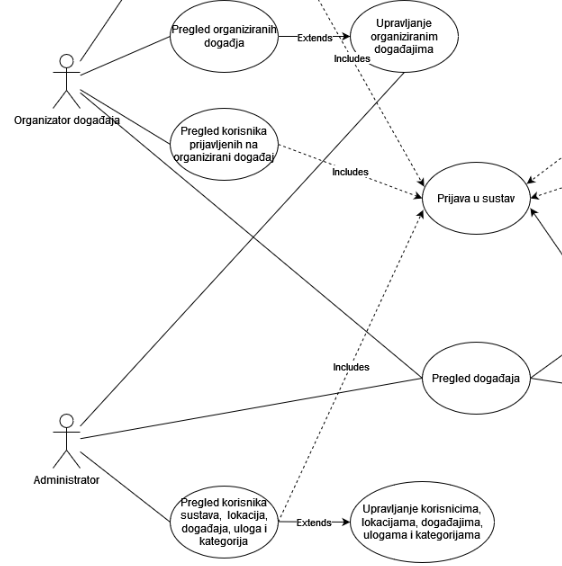 Pregled organiziranih
događja
Extends
Upravljanje
organiziranim
događajima
Includes
Organizator događaja
Pregled korisnika
prijavljenih na
organizirani događaj
Includes
Prijava u sustav
Includes
Pregled događaja
Administrator
Pregled korisnika
sustava, lokacija,
događaja, uloga i
kategorija
Extends
Upravljanje korisnicima,
lokacijama, događajima,
ulogama i kategorijama